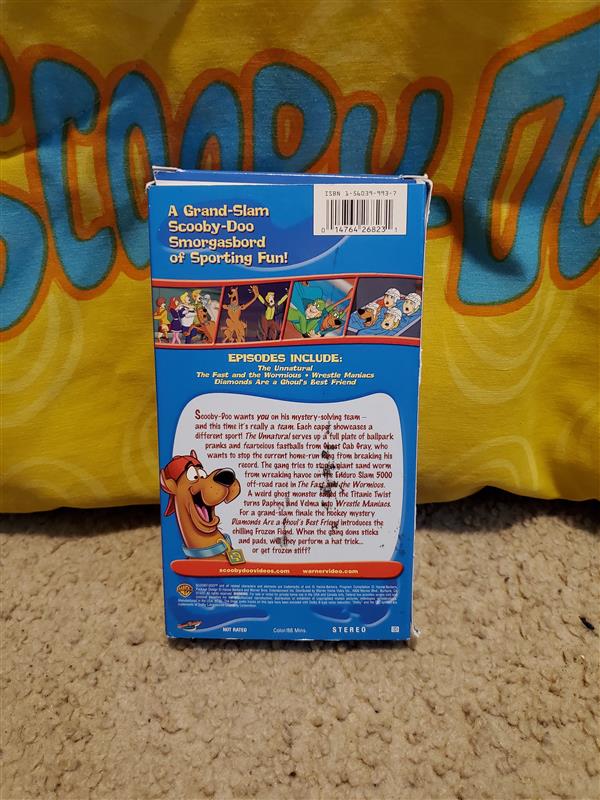 SCOOBY-DO
ISBN 1-56039-993-7
0 14764 26823 1
A Grand-Slam
Scooby-Doo
Smorgasbord
of Sporting Fun!
EPISODES INCLUDE:
The Unnatural
The Fast and the Wormious • Wrestle Maniacs
Diamonds Are a Ghoul's Best Friend
Scooby-Doo wants you on his mystery-solving team —
and this time it's really a team. Each caper showcases a
different sport! The Unnatural serves up a full plate of ballpark
pranks and fearocious fastballs from Ghost Cab Gray, who
wants to stop the current home-run king from breaking his
record. The gang tries to stop a giant sand worm
from wreaking havoc on the Enduro Slam 5000
off-road race in The Fast and the Wormious.
A weird ghost monster called the Titanic Twist
turns Daphne and Velma into Wrestle Maniacs.
For a grand-slam finale the hockey mystery
Diamonds Are a Ghoul's Best Friend introduces the
chilling Frozen Fiend. When the gang dons sticks
and pads, will they perform a hat trick...
or get frozen stiff?
scoobydoovideos.com warnervideo.com
NOT RATED Color/88 Mins. STEREO